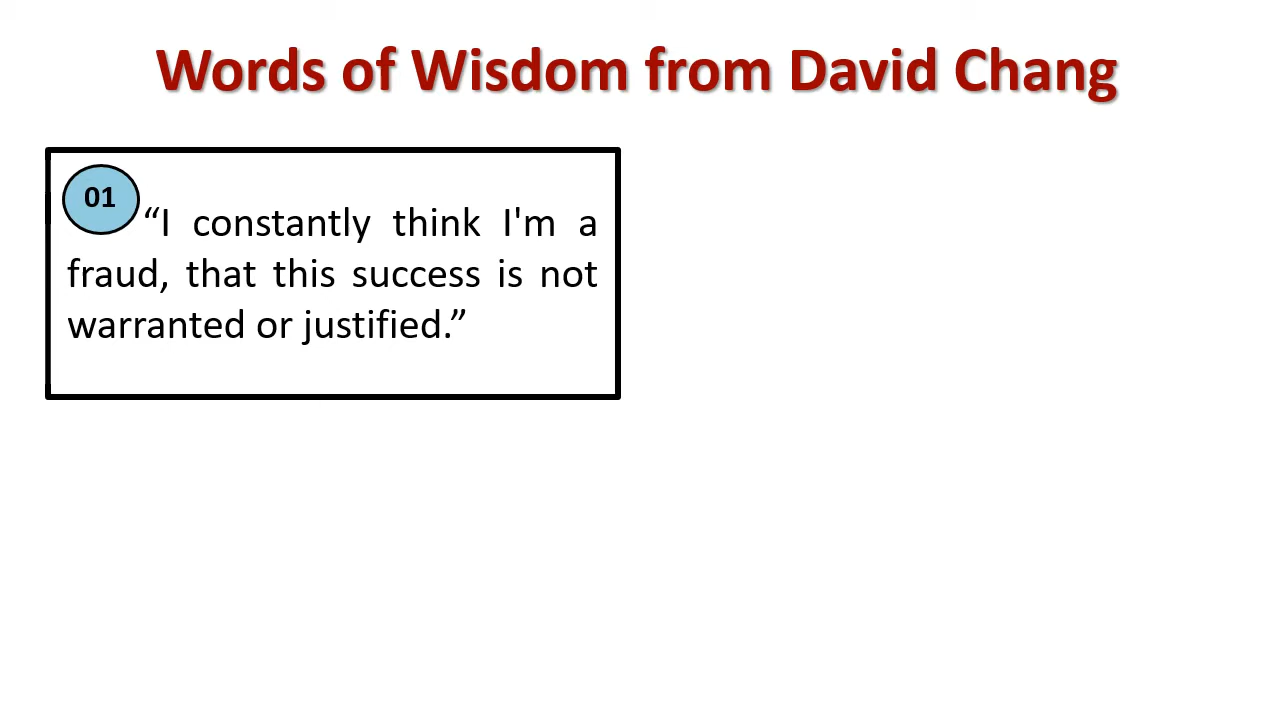 Words of Wisdom from David Chang
01
“I constantly think I'm a
fraud, that this success is not
warranted or justified.”